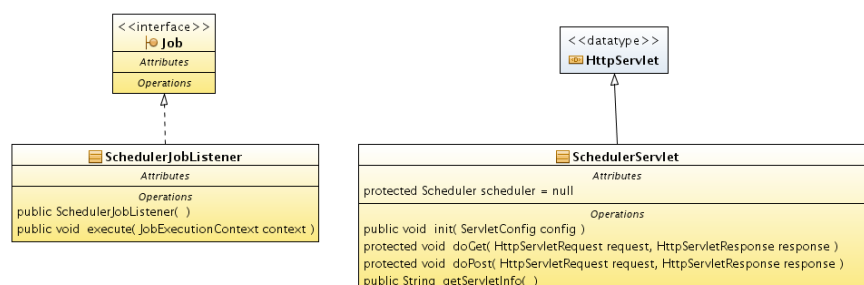 <<interface>>
Job
Attributes
Operations
SchedulerJobListener
Attributes
Operations
public SchedulerJobListener( )
public void execute( JobExecutionContext context )
<<datatype>>
HttpServlet
SchedulerServlet
Attributes
protected Scheduler scheduler = null
Operations
public void init( ServletConfig config )
protected void doGet( HttpServletRequest request, HttpServletResponse response )
protected void doPost( HttpServletRequest request, HttpServletResponse response )
public String getServletInfo( )